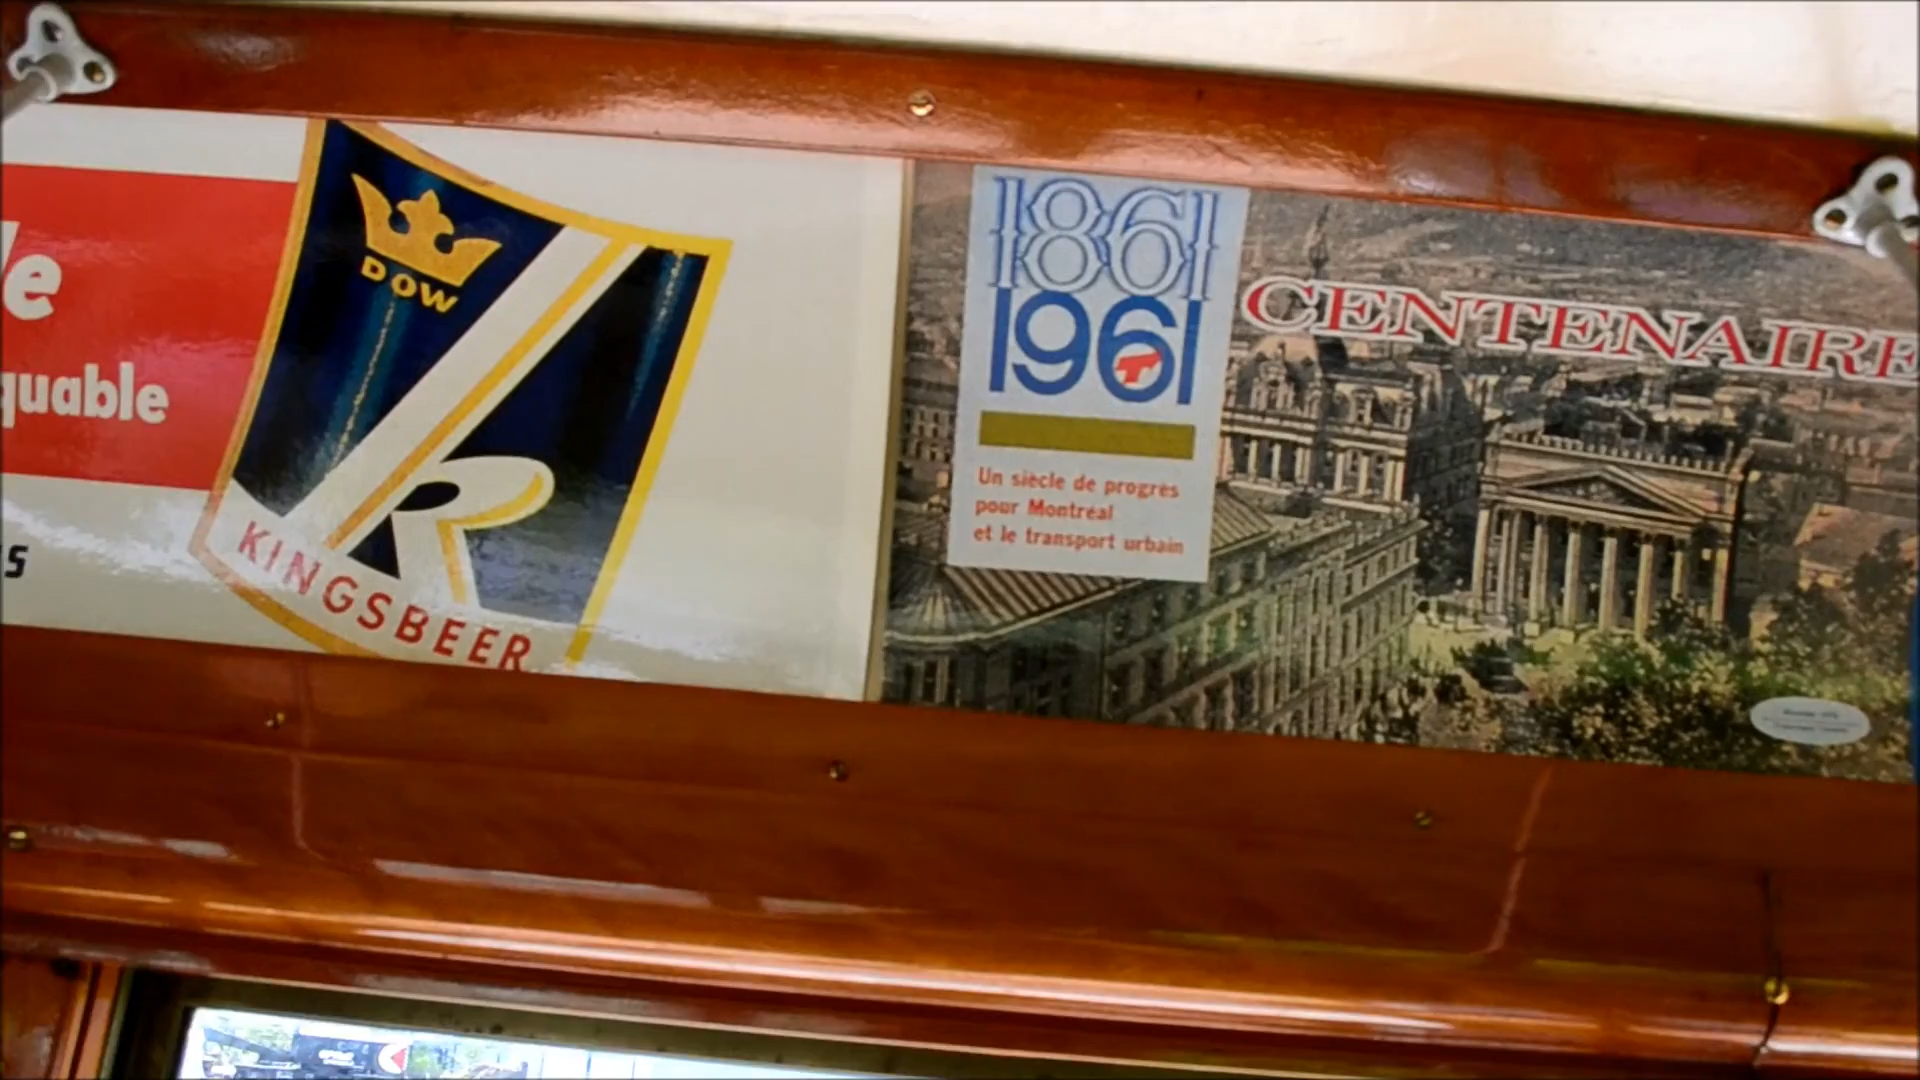 e
quable
s
DOW
K
KINGSBEER
1861
1961
CENTENAIRE
Un siècle de progrès
pour Montréal
et le transport urbain